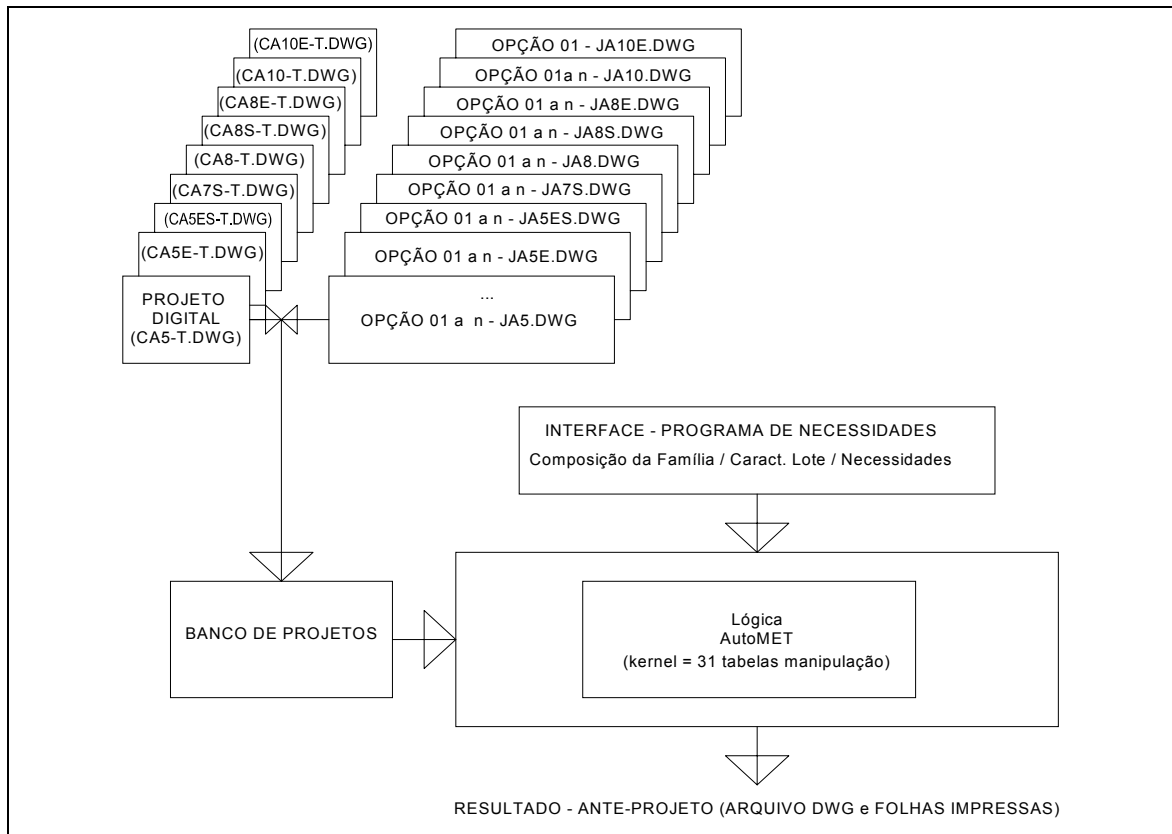 (CA10E-T.DWG)
(CA10-T.DWG)
(CA8E-T.DWG)
(CA8S-T.DWG)
(CA8-T.DWG)
(CA7S-T.DWG)
(CA5ES-T.DWG)
(CA5E-T.DWG)
PROJETO
DIGITAL
(CA5-T.DWG)
OPÇÃO 01 - JA10E.DWG
OPÇÃO 01a n - JA10.DWG
OPÇÃO 01 a n - JA8E.DWG
OPÇÃO 01 a n - JA8S.DWG
OPÇÃO 01 a n - JA8.DWG
OPÇÃO 01 a n - JA7S.DWG
OPÇÃO 01 a n - JA5ES.DWG
OPÇÃO 01 a n - JA5E.DWG
...
OPÇÃO 01 a n - JA5.DWG
INTERFACE - PROGRAMA DE NECESSIDADES
Composição da Família / Caract. Lote / Necessidades
BANCO DE PROJETOS
Lógica
AutoMET
(kernel = 31 tabelas manipulação)
RESULTADO - ANTE-PROJETO (ARQUIVO DWG e FOLHAS IMPRESSAS)